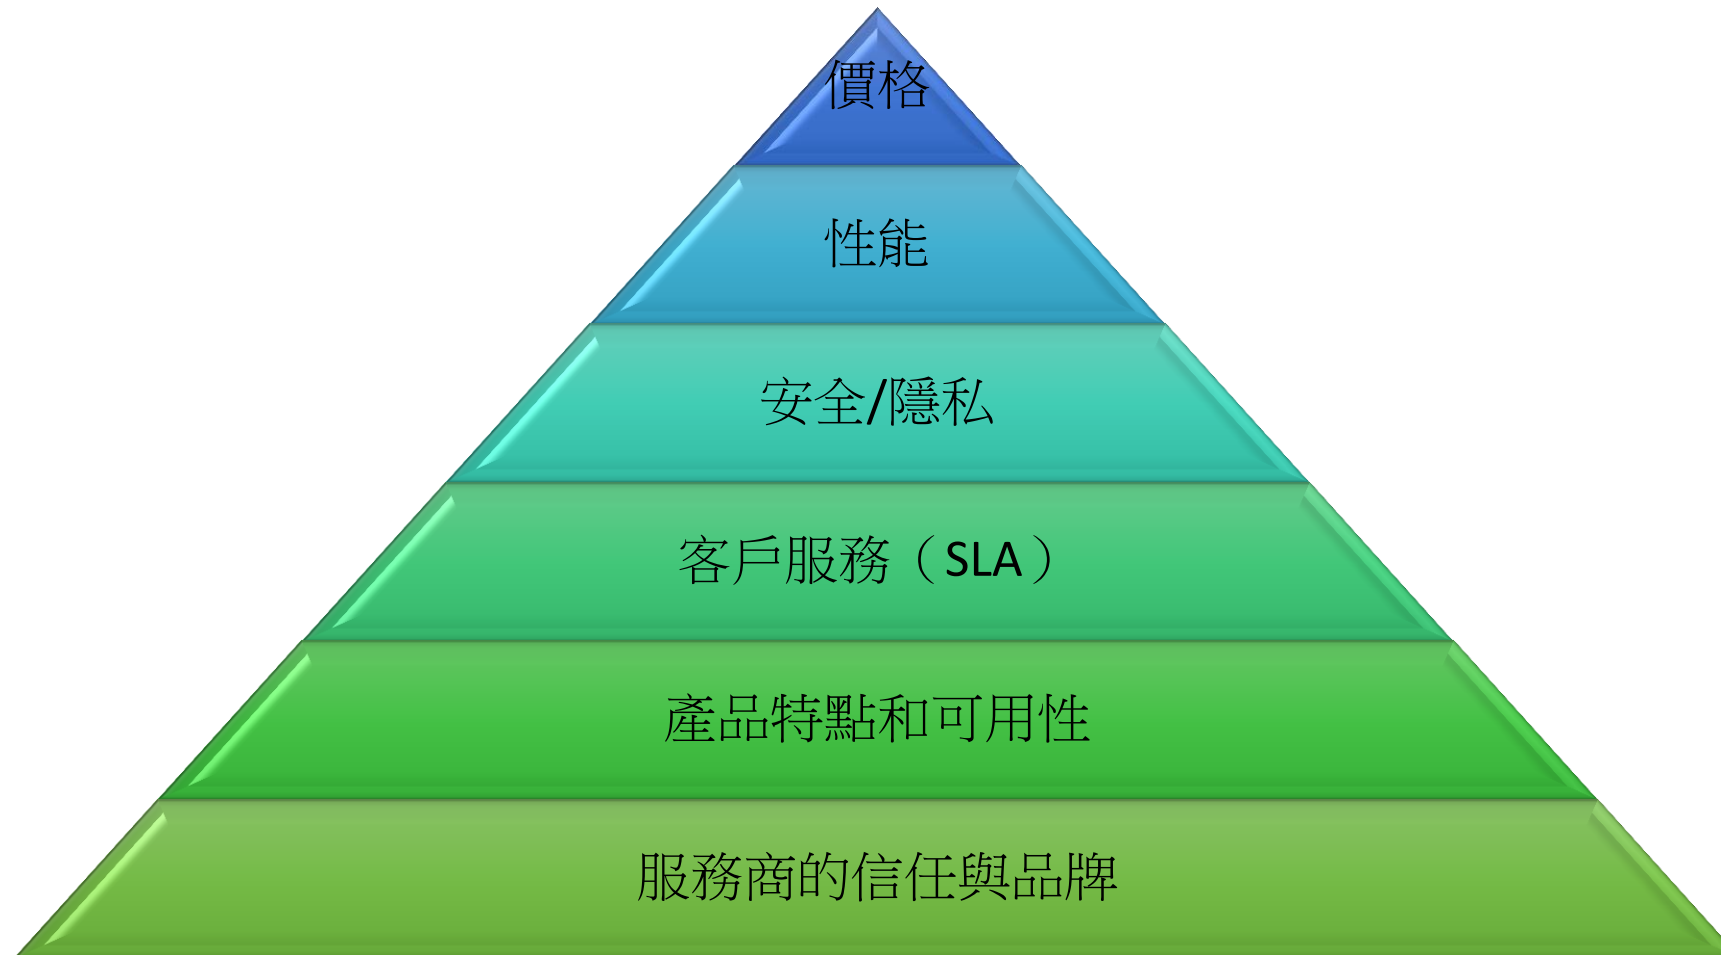 價格
性能
安全/隱私
客戶服務（SLA）
產品特點和可用性
服務商的信任與品牌